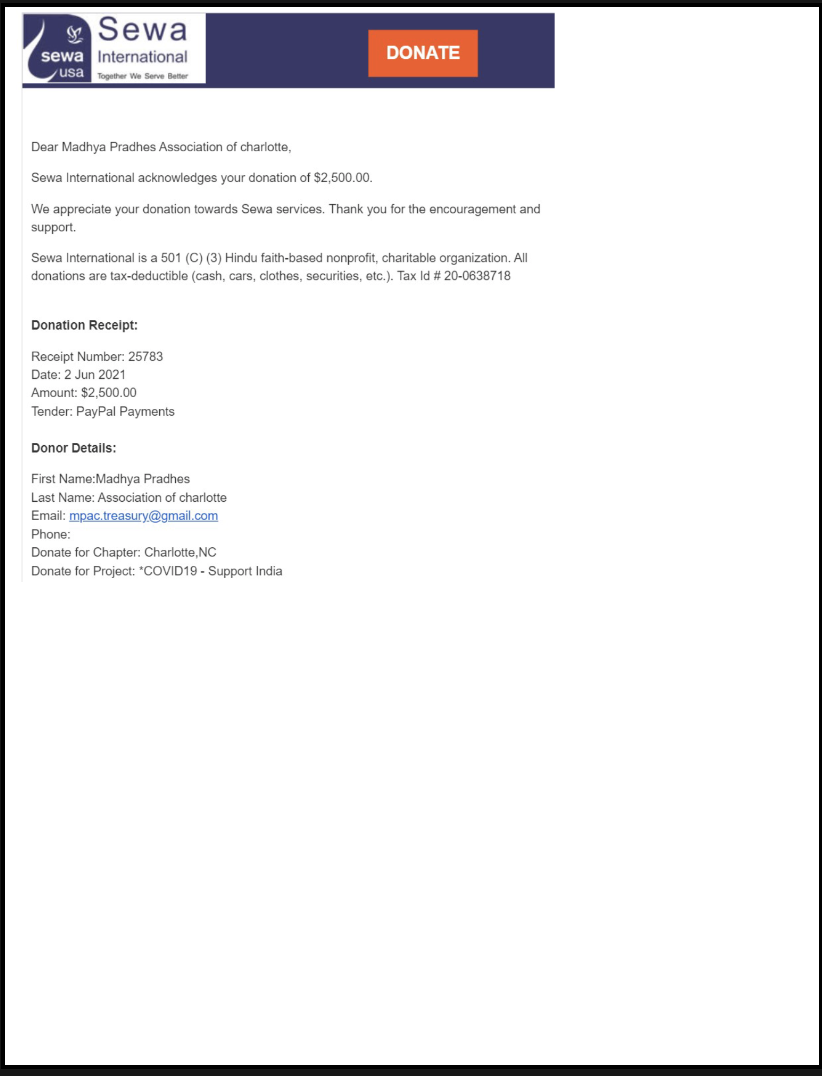 sewa
usa
Sewa
International
Together We Serve Better
DONATE
Dear Madhya Pradhes Association of charlotte,
Sewa International acknowledges your donation of $2,500.00.
We appreciate your donation towards Sewa services. Thank you for the encouragement and
support.
Sewa International is a 501 (C) (3) Hindu faith-based nonprofit, charitable organization. All
donations are tax-deductible (cash, cars, clothes, securities, etc.). Tax Id # 20-0638718
Donation Receipt:
Receipt Number: 25783
Date: 2 Jun 2021
Amount: $2,500.00
Tender: PayPal Payments
Donor Details:
First Name:Madhya Pradhes
Last Name: Association of charlotte
Email: mpac.treasury@gmail.com
Phone:
Donate for Chapter: Charlotte,NC
Donate for Project: *COVID19 - Support India